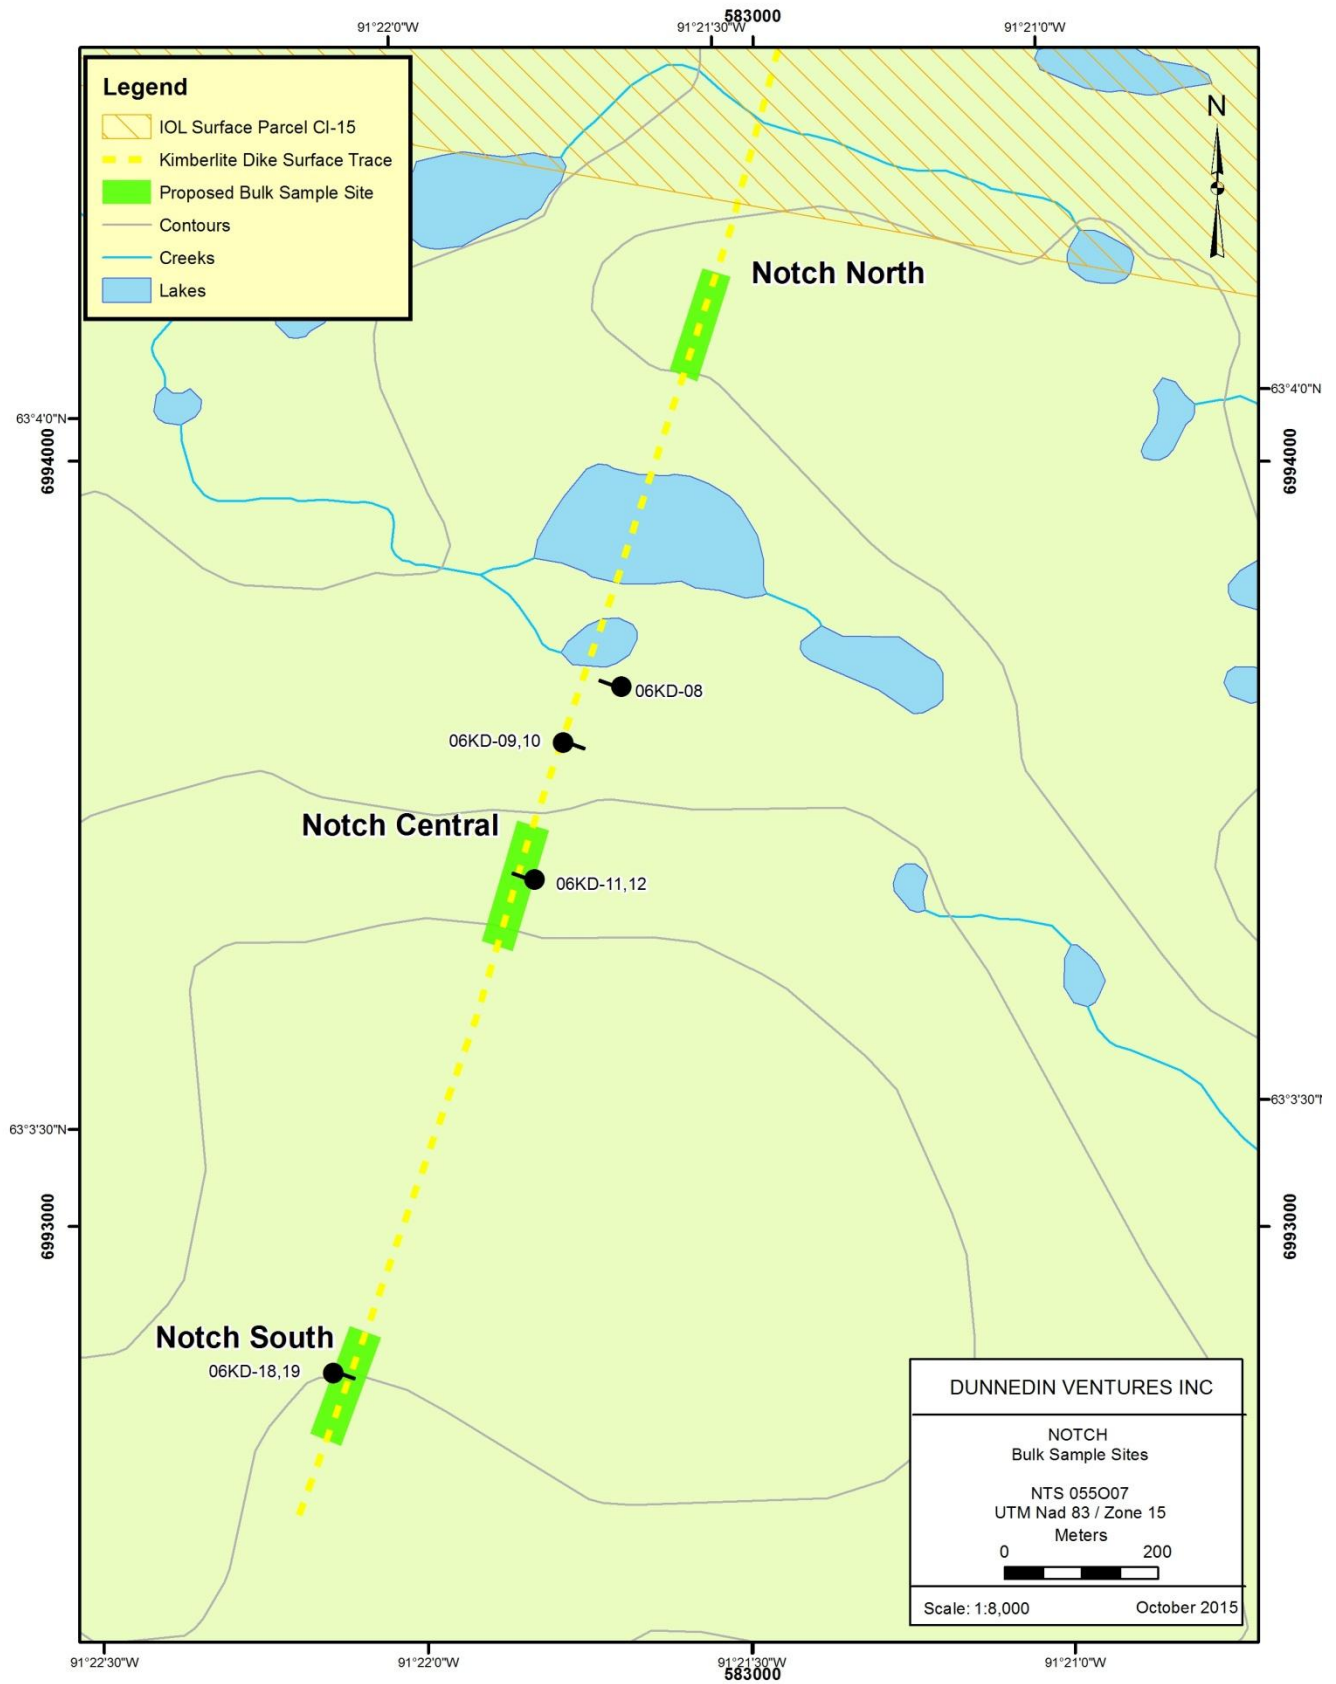 583000
91°22'0"W
91°21'30"W
91°21'0"W
Legend
IOL Surface Parcel CI-15
Kimberlite Dike Surface Trace
Proposed Bulk Sample Site
Contours
Creeks
Lakes
N
Notch North
63°4'0"N
63°4'0"N
6994000
6994000
06KD-08
06KD-09,10
Notch Central
06KD-11,12
63°3'30"N
63°3'30"N
6993000
6993000
Notch South
06KD-18,19
DUNNEDIN VENTURES INC
NOTCH
Bulk Sample Sites
NTS 055O07
UTM Nad 83 / Zone 15
Meters
0 200
Scale: 1:8,000 October 2015
91°22'30"W
91°22'0"W
91°21'30"W
91°21'0"W
583000